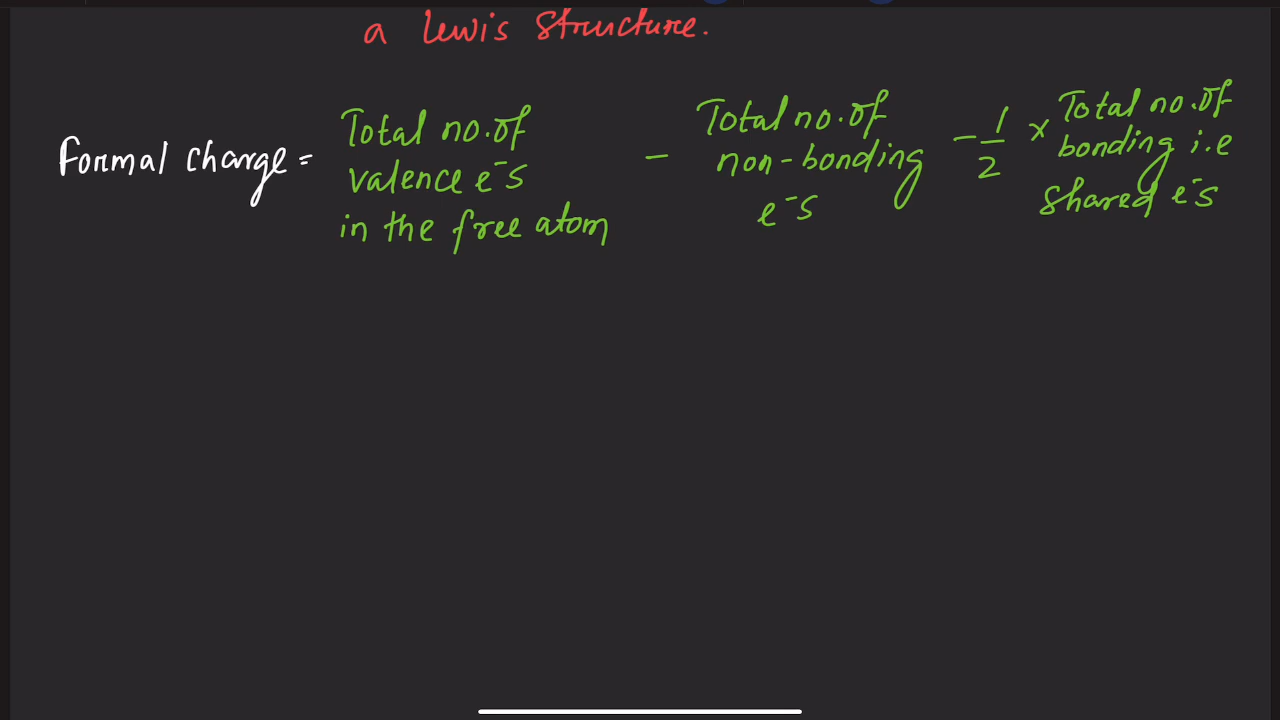 a Lewis Structure.
Formal charge = Total no. of valence e⁻s in the free atom - Total no. of non-bonding e⁻s - 1/2 × Total no. of bonding i.e shared e⁻s